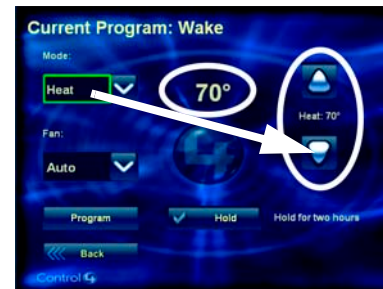 Current Program: Wake
Mode:
Heat
70°
Heat: 70°
Fan:
Auto
Program
Hold
Hold for two hours
Back
Control4